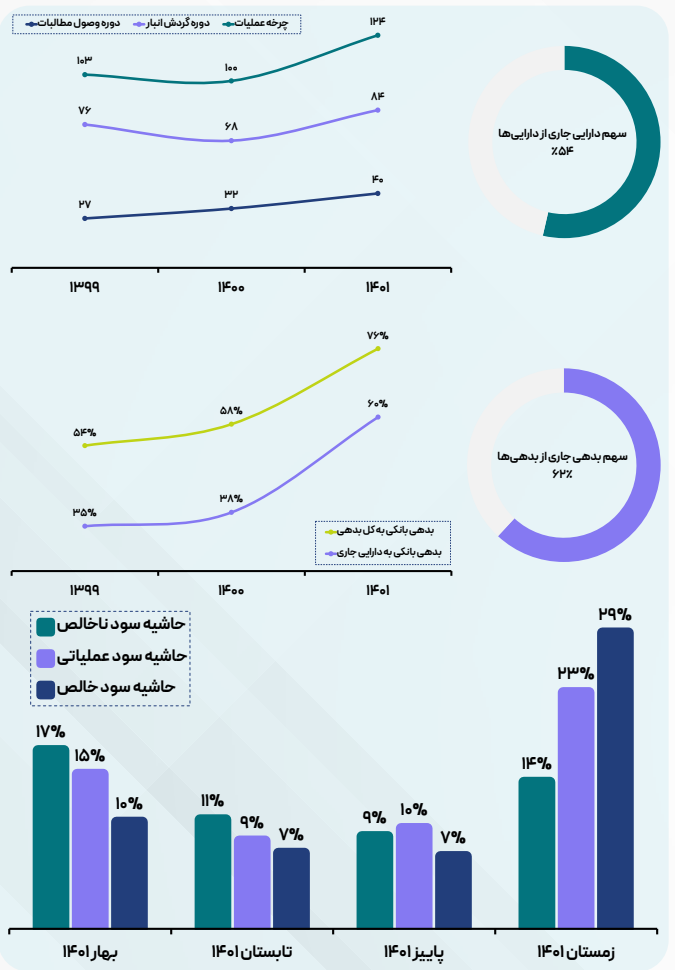 چرخه عملیات
دوره گردش انبار
دوره وصول مطالبات
۱۰۳
۱۰۰
۱۲۴
۷۶
۶۸
۸۴
۲۷
۳۲
۴۰
۱۳۹۹
۱۴۰۰
۱۴۰۱
سهم دارایی جاری از دارایی‌ها
٪۵۴
۵۴%
۵۸%
۷۶%
۳۵%
۳۸%
۶۰%
بدهی بانکی به کل بدهی
بدهی بانکی به دارایی جاری
۱۳۹۹
۱۴۰۰
۱۴۰۱
سهم بدهی جاری از بدهی‌ها
۶۲٪
حاشیه سود ناخالص
حاشیه سود عملیاتی
حاشیه سود خالص
۱۷%
۱۵%
۱۰%
۱۱%
۹%
۷%
۹%
۱۰%
۷%
۱۴%
۲۳%
۲۹%
بهار ۱۴۰۱
تابستان ۱۴۰۱
پاییز ۱۴۰۱
زمستان ۱۴۰۱